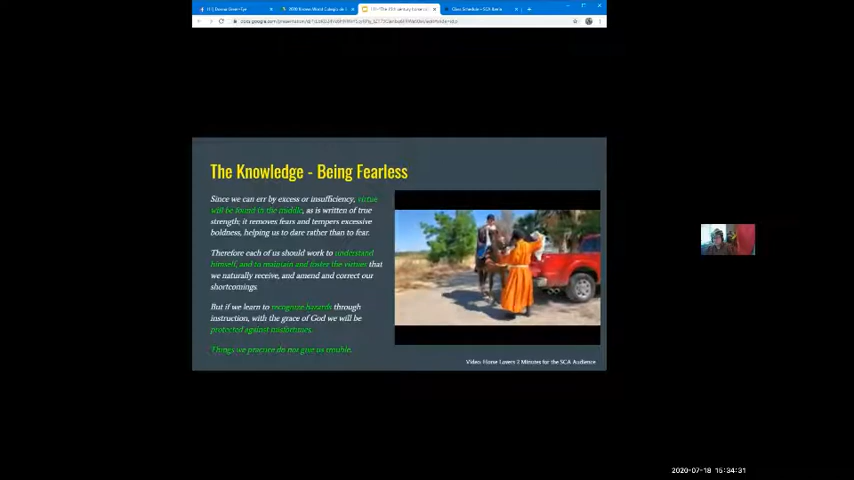 The Knowledge - Being Fearless
Since we can err by excess or insufficiency, virtue
will be found in the middle, as is written of true
strength; it removes fears and tempers excessive
boldness, helping us to dare rather than to fear.
Therefore each of us should work to understand
himself, and to maintain and foster the virtues that
we naturally receive, and amend and correct our
shortcomings.
But if we learn to recognize hazards through
instruction, with the grace of God we will be
protected against misfortunes.
Things we practice do not give us trouble.
Video Horse Lovers 2 Minutes for the SCA Audience
2020-07-18 15:34:31